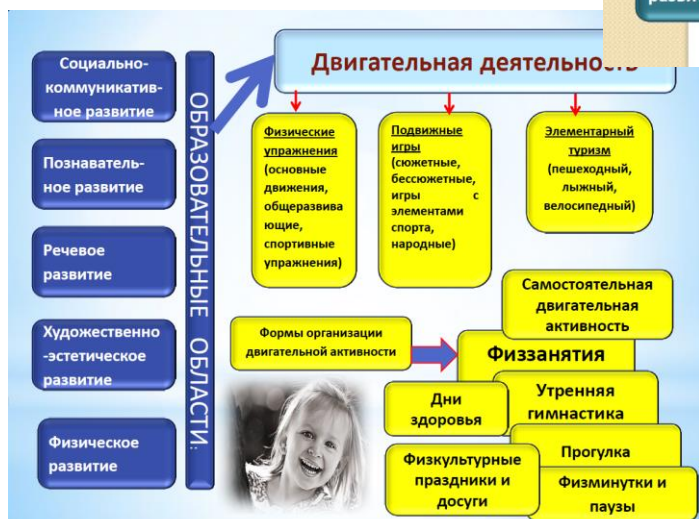 разви
Социально-
коммуникатив-
ное развитие
Познаватель-
ное развитие
Речевое
развитие
Художественно
-эстетическое
развитие
Физическое
развитие
ОБРАЗОВАТЕЛЬНЫЕ ОБЛАСТИ:
Двигательная деятельность
Физические
упражнения
(основные
движения,
общеразвива
ющие,
спортивные
упражнения)
Подвижные
игры
(сюжетные,
бессюжетные,
игры с
элементами
спорта,
народные)
Элементарный
туризм
(пешеходный,
лыжный,
велосипедный)
Формы организации
двигательной активности
Самостоятельная
двигательная
активность
Физзанятия
Утренняя
гимнастика
Дни
здоровья
Прогулка
Физкультурные
праздники и
досуги
Физминутки и
паузы